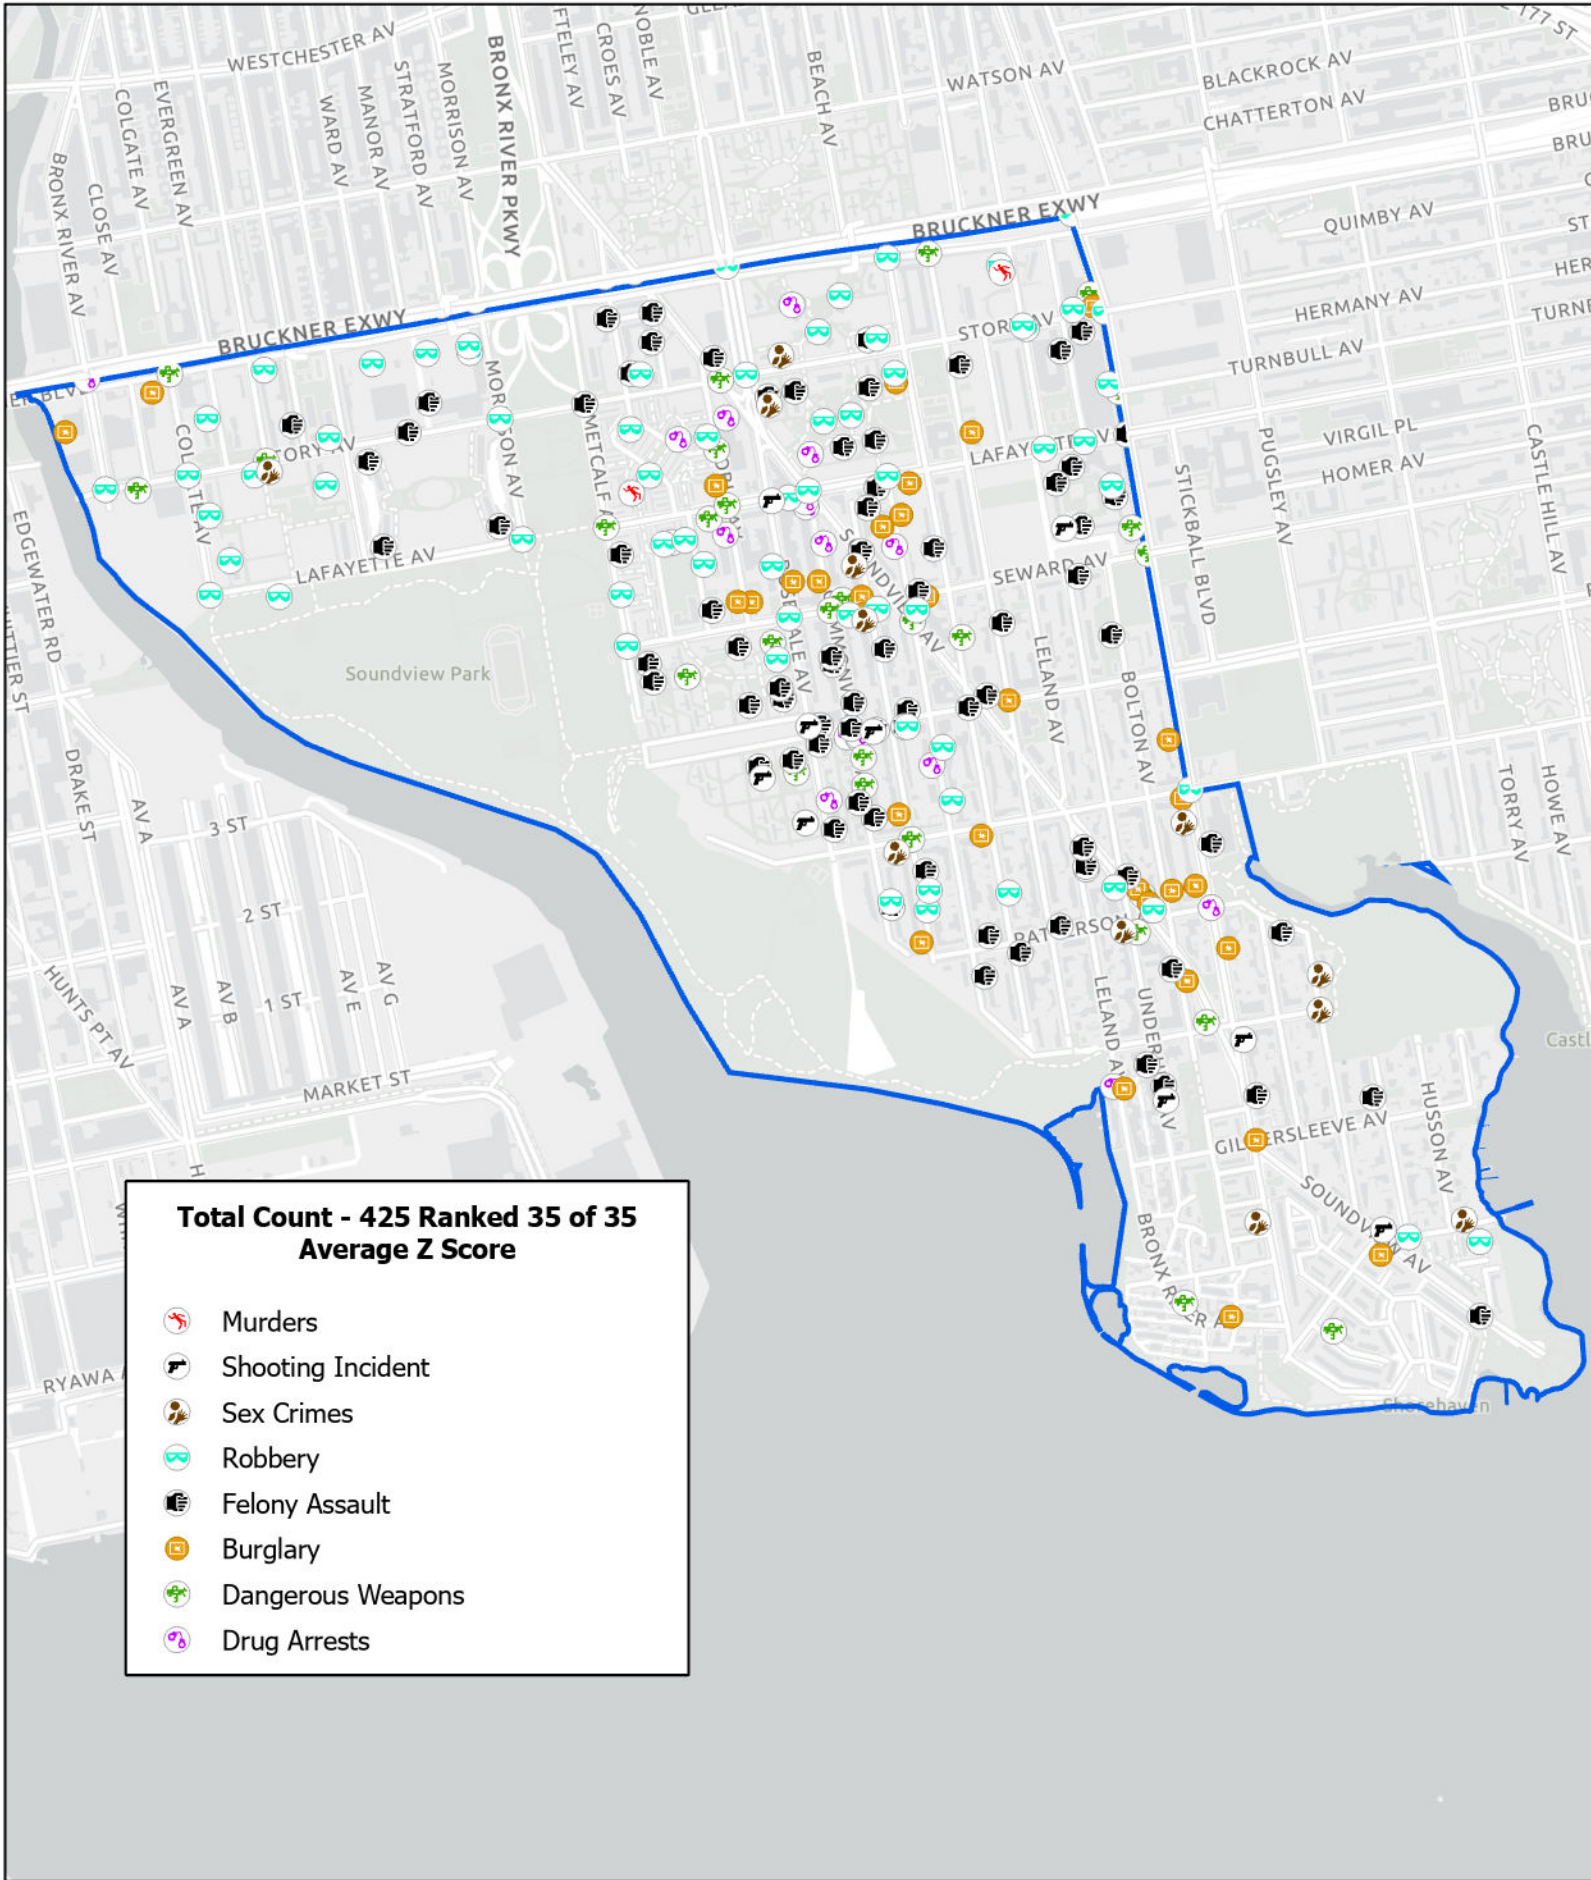 WESTCHESTER AV
BRONX RIVER PKWY
NOBLE AV
CROES AV
BEACH AV
WATSON AV
BLACKROCK AV
CHATTERTON AV
E 177 ST
EVERGREEN AV
COLGATE AV
CLOSE AV
BRONX RIVER AV
WARD AV
MANOR AV
STRATFORD AV
MORRISON AV
BRUCKNER EXWY
QUIMBY AV
HERMANY AV
TURNBULL AV
BRUCKNER EXWY
VIRGIL PL
HOMER AV
PUGSLEY AV
CASTLE HILL AV
STICKBALL BLVD
LAFAYETTE AV
SEWARD AV
LELAND AV
BOLTON AV
EDGEWATER RD
Soundview Park
DRAKE ST
AV A
3 ST
2 ST
1 ST
AV A
AV B
AV E
AV G
HUNTS PT AV
MARKET ST
TORRY AV
HOWE AV
PATTERSON
LELAND AV
HUSSON AV
SOUNDVIEW AV
Shorehaven
Total Count - 425 Ranked 35 of 35
Average Z Score
Murders
Shooting Incident
Sex Crimes
Robbery
Felony Assault
Burglary
Dangerous Weapons
Drug Arrests